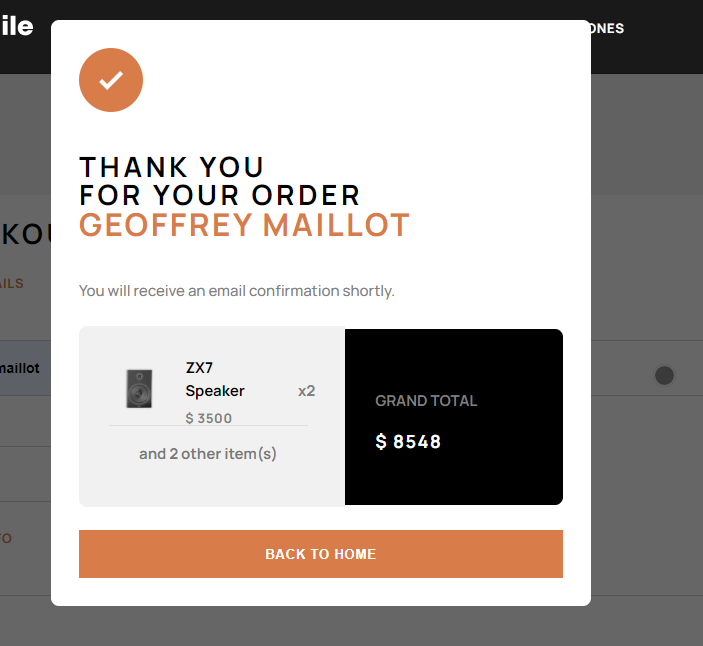 ile
ONES
THANK YOU
FOR YOUR ORDER
GEOFFREY MAILLOT
KOU
AILS
You will receive an email confirmation shortly.
maillot
ZX7
Speaker x2
$ 3500
and 2 other item(s)
GRAND TOTAL
$ 8548
BACK TO HOME